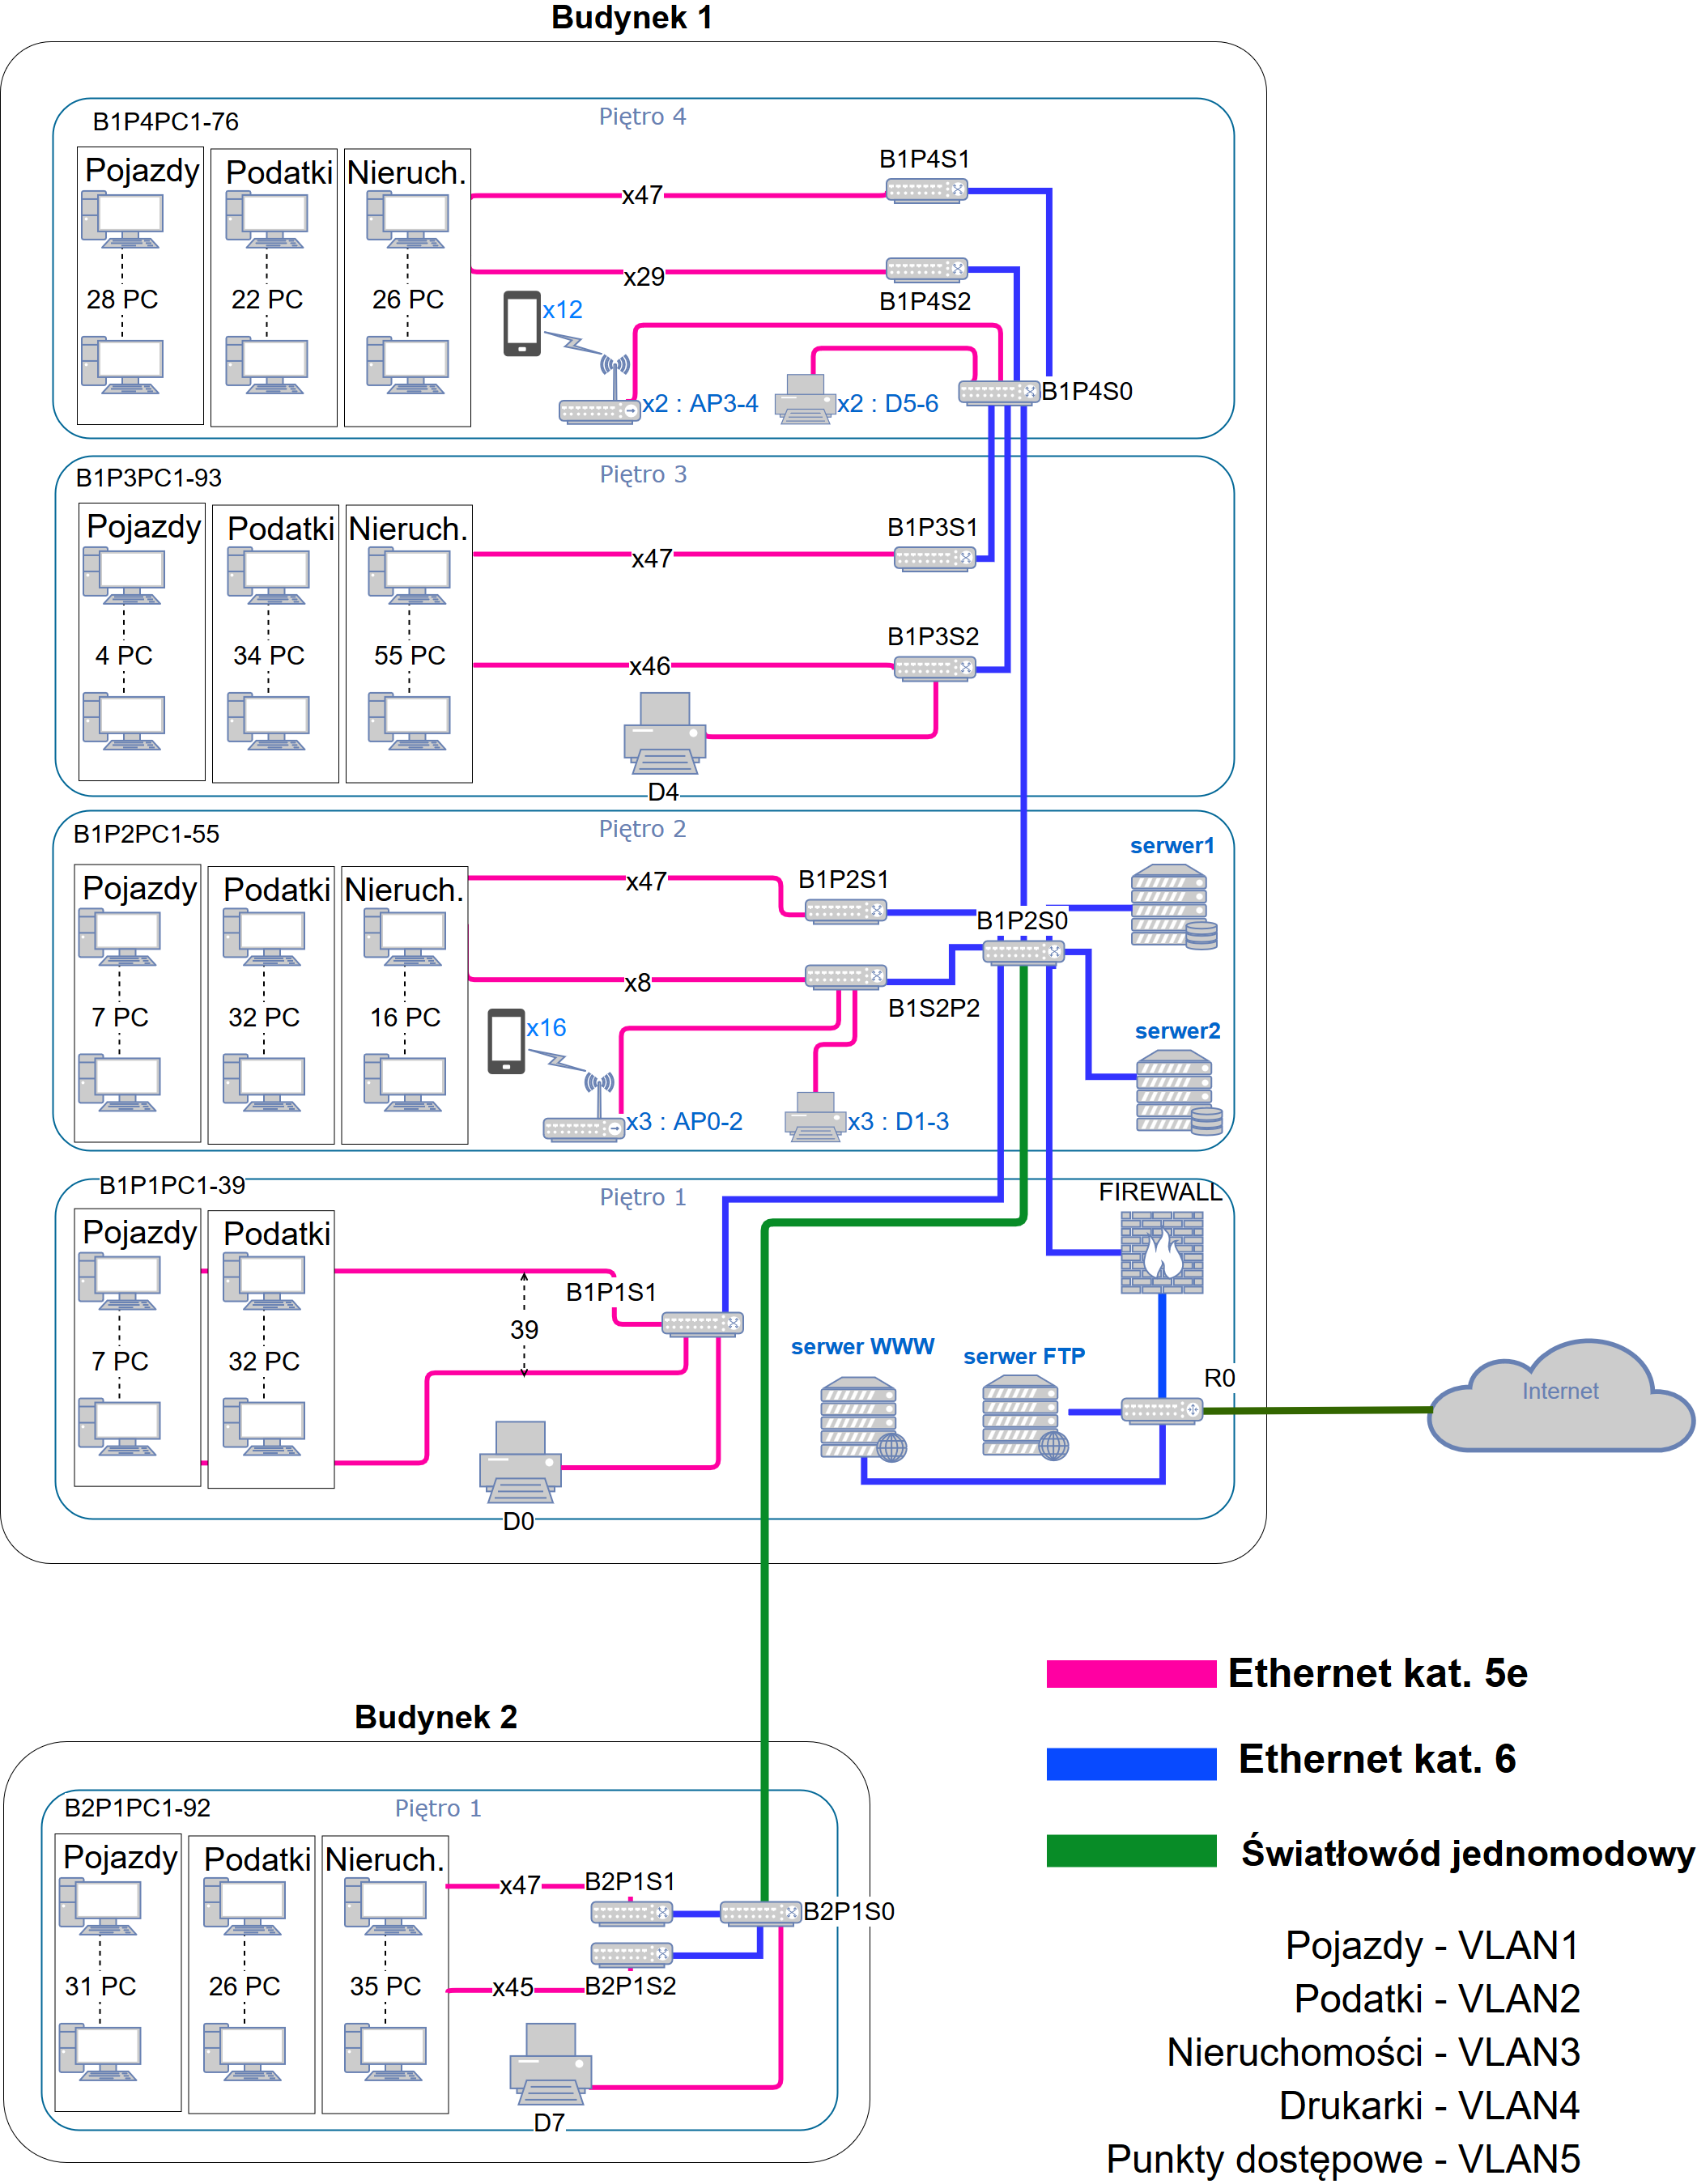 Budynek 1
Piętro 4
B1P4PC1-76
Pojazdy
Podatki
Nieruch.
28 PC
22 PC
26 PC
x47
x29
B1P4S1
B1P4S2
x12
x2 : AP3-4
x2 : D5-6
B1P4S0
Piętro 3
B1P3PC1-93
Pojazdy
Podatki
Nieruch.
4 PC
34 PC
55 PC
x47
x46
B1P3S1
B1P3S2
D4
Piętro 2
B1P2PC1-55
Pojazdy
Podatki
Nieruch.
7 PC
32 PC
16 PC
x47
x8
B1P2S1
B1S2P2
B1P2S0
serwer1
serwer2
x16
x3 : AP0-2
x3 : D1-3
Piętro 1
B1P1PC1-39
Pojazdy
Podatki
7 PC
32 PC
39
B1P1S1
D0
FIREWALL
serwer WWW
serwer FTP
R0
Internet
Budynek 2
Piętro 1
B2P1PC1-92
Pojazdy
Podatki
Nieruch.
31 PC
26 PC
35 PC
x47
x45
B2P1S1
B2P1S2
B2P1S0
D7
Ethernet kat. 5e
Ethernet kat. 6
Światłowód jednomodowy
Pojazdy - VLAN1
Podatki - VLAN2
Nieruchomości - VLAN3
Drukarki - VLAN4
Punkty dostępowe - VLAN5